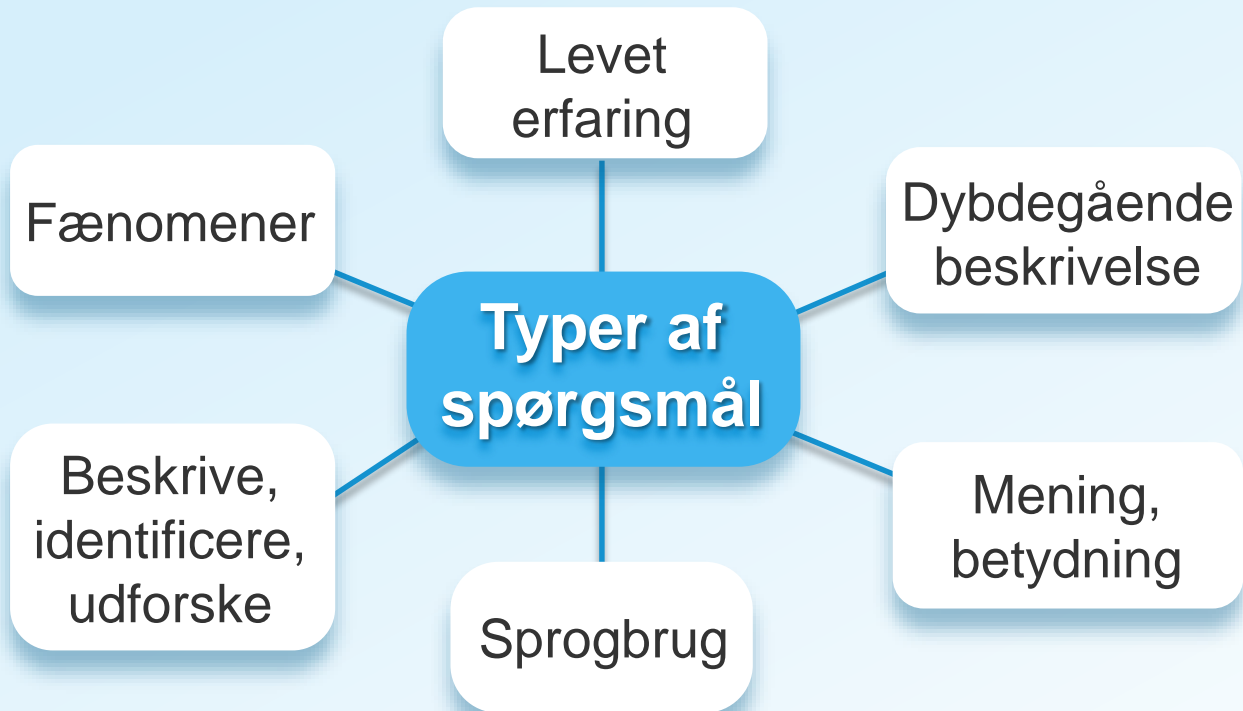 Levet
erfaring
Fænomener
Dybdegående
beskrivelse
Typer af
spørgsmål
Beskrive,
identificere,
udforske
Mening,
betydning
Sprogbrug